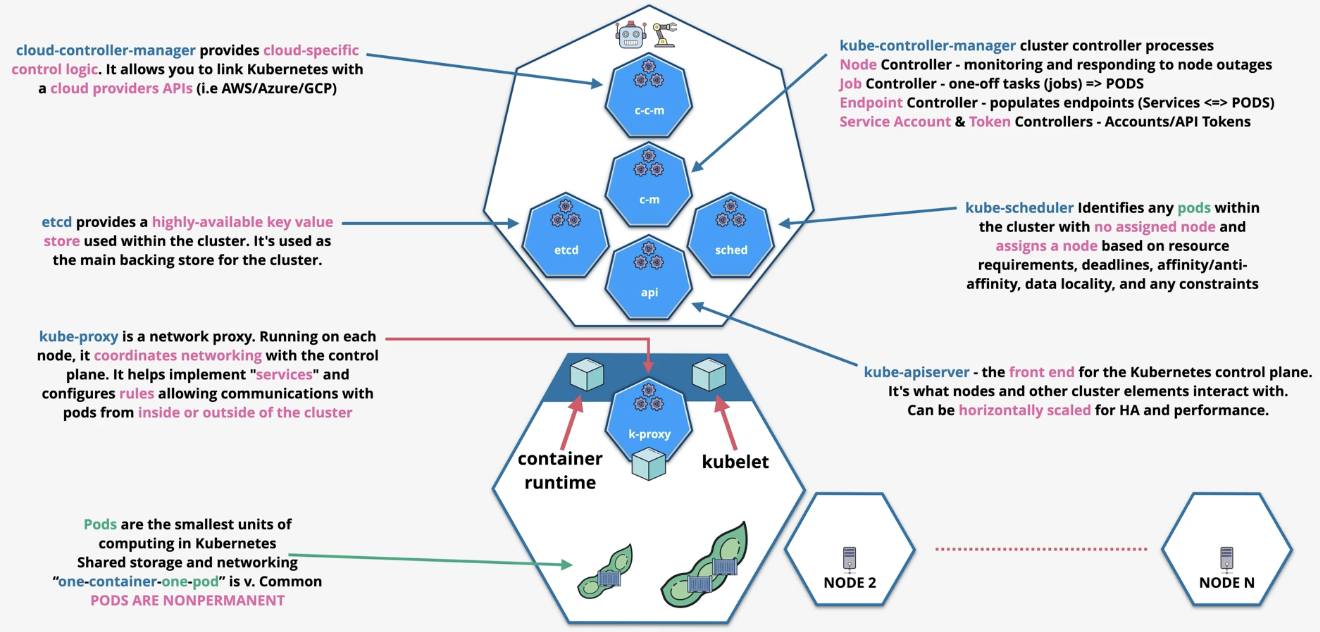 cloud-controller-manager provides cloud-specific
control logic. It allows you to link Kubernetes with
a cloud providers APIs (i.e AWS/Azure/GCP)
c-c-m
kube-controller-manager cluster controller processes
Node Controller - monitoring and responding to node outages
Job Controller - one-off tasks (jobs) => PODS
Endpoint Controller - populates endpoints (Services <=> PODS)
Service Account & Token Controllers - Accounts/API Tokens
c-m
etcd provides a highly-available key value
store used within the cluster. It's used as
the main backing store for the cluster.
etcd
sched
api
kube-scheduler Identifies any pods within
the cluster with no assigned node and
assigns a node based on resource
requirements, deadlines, affinity/anti-
affinity, data locality, and any constraints
kube-proxy is a network proxy. Running on each
node, it coordinates networking with the control
plane. It helps implement "services" and
configures rules allowing communications with
pods from inside or outside of the cluster
kube-apiserver - the front end for the Kubernetes control plane.
It's what nodes and other cluster elements interact with.
Can be horizontally scaled for HA and performance.
k-proxy
container
runtime
kubelet
Pods are the smallest units of
computing in Kubernetes
Shared storage and networking
“one-container-one-pod” is v. Common
PODS ARE NONPERMANENT
NODE 2
NODE N